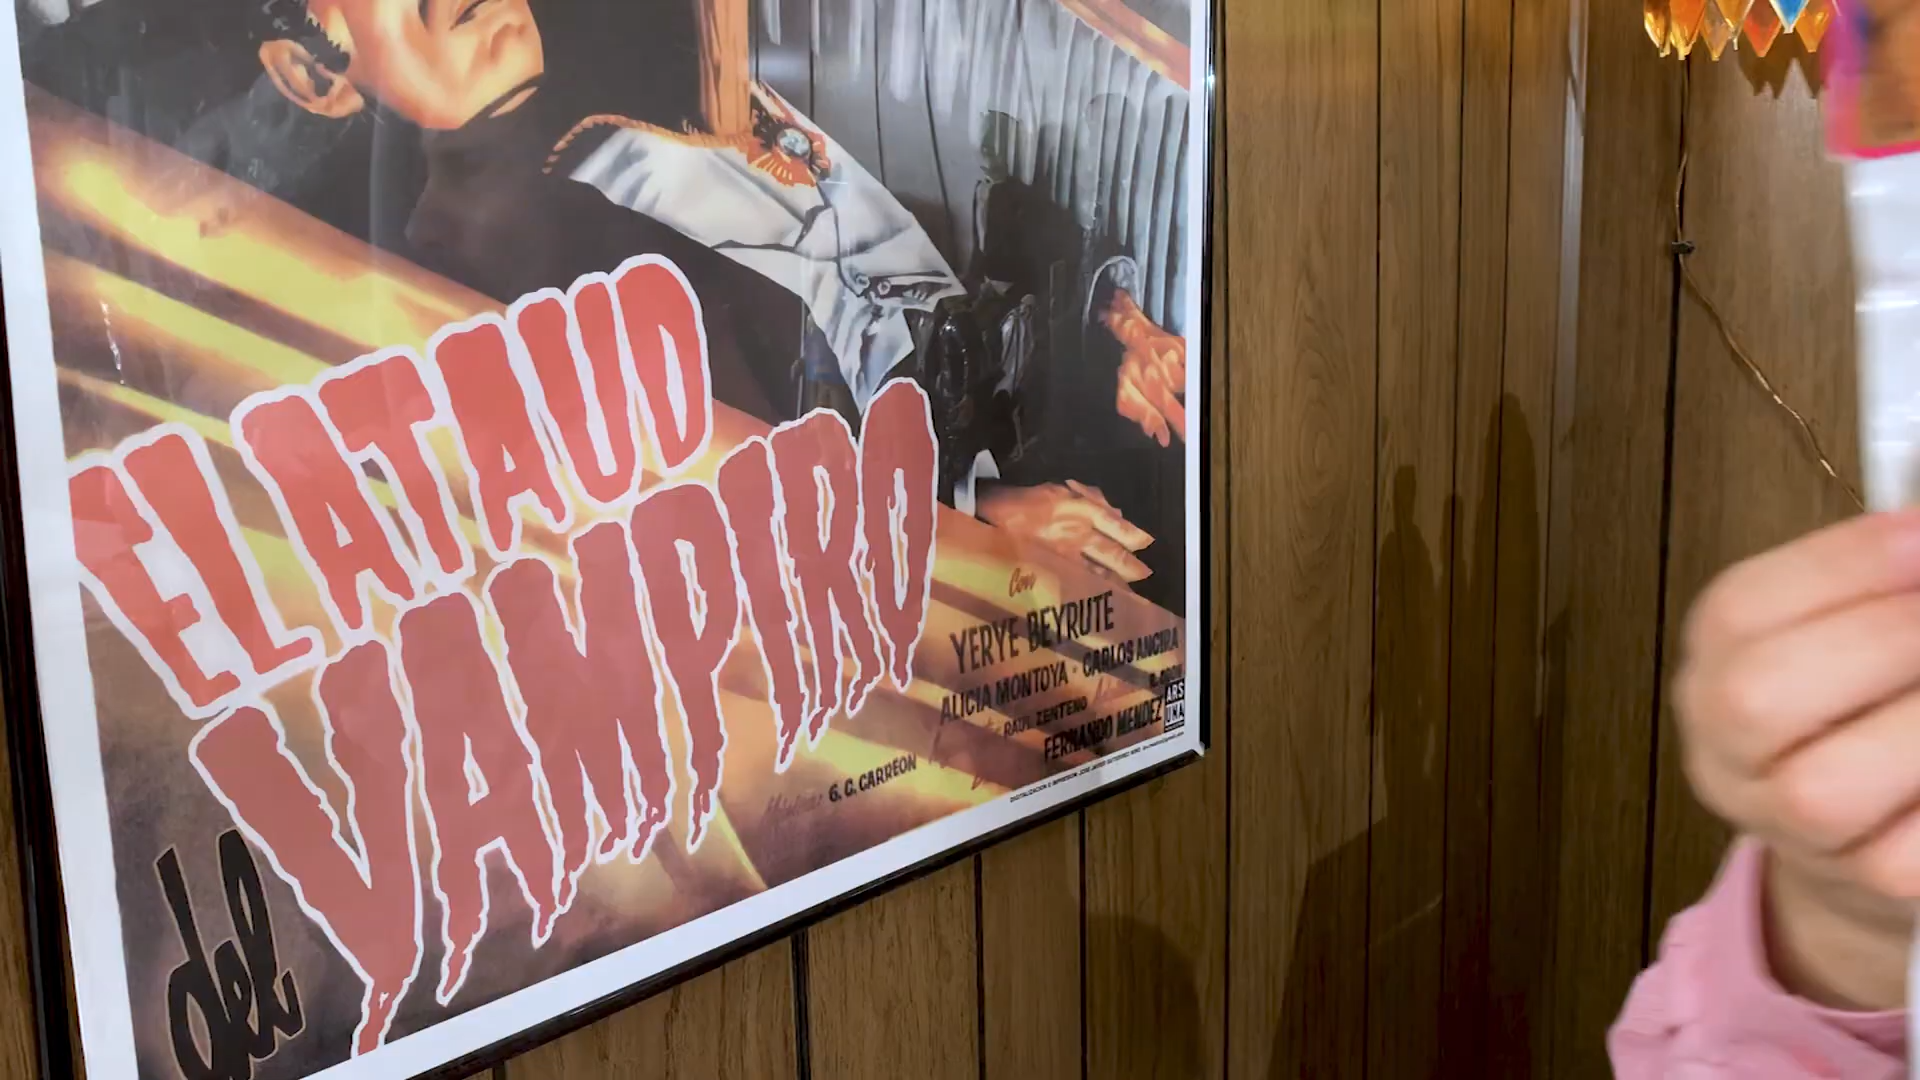 EL ATAUD
del
VAMPIRO
Con
YERYE BEYRUTE
ALICIA MONTOYA - CARLOS ANCIRA
RAUL ZENTENO
G. C. CARREON
FERNANDO MENDEZ
ARS
UNA